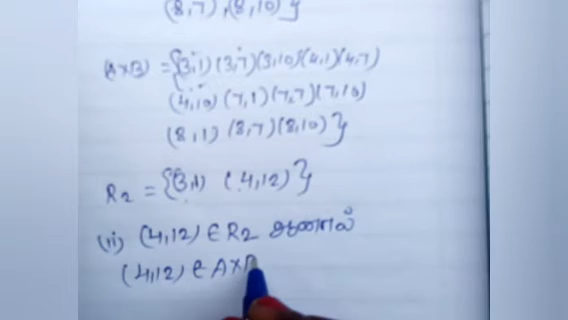 (8,7),(8,10)}
(A×B) = {(3,1)(3,7)(3,10)(4,1)(4,7)
(4,10)(7,1)(7,7)(7,10)
(8,1)(8,7)(8,10)}
R2 = {(3,1) (4,12)}
(ii) (4,12) ∈ R2 ஆனால்
(4,12) ∈ A×B